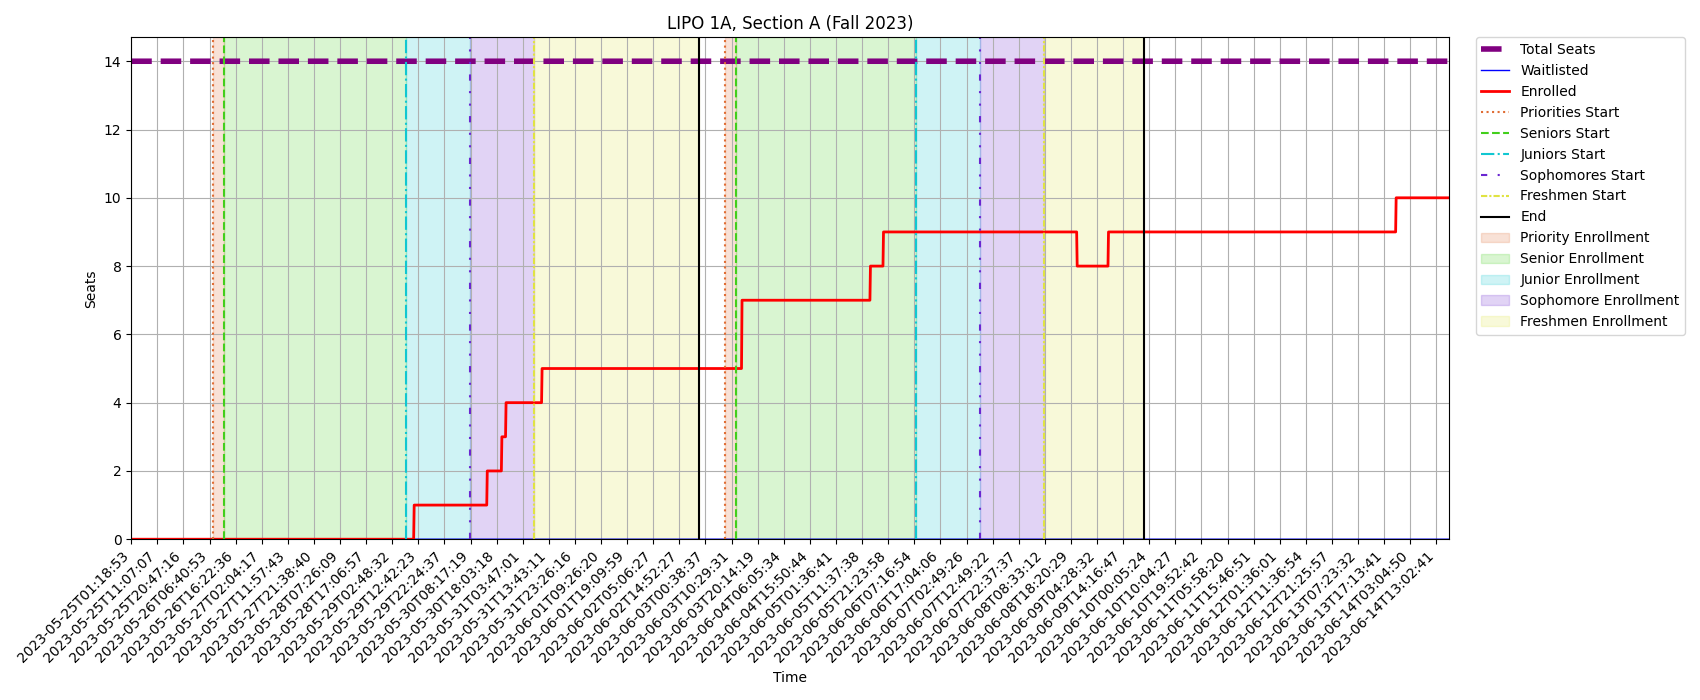 LIPO 1A, Section A (Fall 2023)
Seats
14
12
10
8
6
4
2
0
2023-05-25T01:18:53
2023-05-25T11:07:07
2023-05-25T20:47:16
2023-05-26T06:40:53
2023-05-26T16:22:36
2023-05-27T02:04:17
2023-05-27T11:57:43
2023-05-27T21:38:40
2023-05-28T07:26:09
2023-05-28T17:06:57
2023-05-29T02:48:32
2023-05-29T12:42:23
2023-05-29T22:24:37
2023-05-30T08:17:19
2023-05-30T18:03:18
2023-05-31T03:47:01
2023-05-31T13:43:11
2023-05-31T23:26:16
2023-06-01T09:26:20
2023-06-01T19:09:59
2023-06-02T05:06:27
2023-06-02T14:52:27
2023-06-03T00:38:37
2023-06-03T10:29:31
2023-06-03T20:14:19
2023-06-04T06:05:34
2023-06-04T15:50:44
2023-06-05T01:36:41
2023-06-05T11:37:38
2023-06-05T21:23:58
2023-06-06T07:16:54
2023-06-06T17:04:06
2023-06-07T02:49:26
2023-06-07T12:49:22
2023-06-07T22:37:37
2023-06-08T08:33:12
2023-06-08T18:20:29
2023-06-09T04:28:32
2023-06-09T14:16:47
2023-06-10T00:05:24
2023-06-10T10:04:27
2023-06-10T19:52:42
2023-06-11T05:58:20
2023-06-11T15:46:51
2023-06-12T01:36:01
2023-06-12T11:36:54
2023-06-12T21:25:57
2023-06-13T07:23:32
2023-06-13T17:13:41
2023-06-14T03:04:50
2023-06-14T13:02:41
Time
Total Seats
Waitlisted
Enrolled
Priorities Start
Seniors Start
Juniors Start
Sophomores Start
Freshmen Start
End
Priority Enrollment
Senior Enrollment
Junior Enrollment
Sophomore Enrollment
Freshmen Enrollment